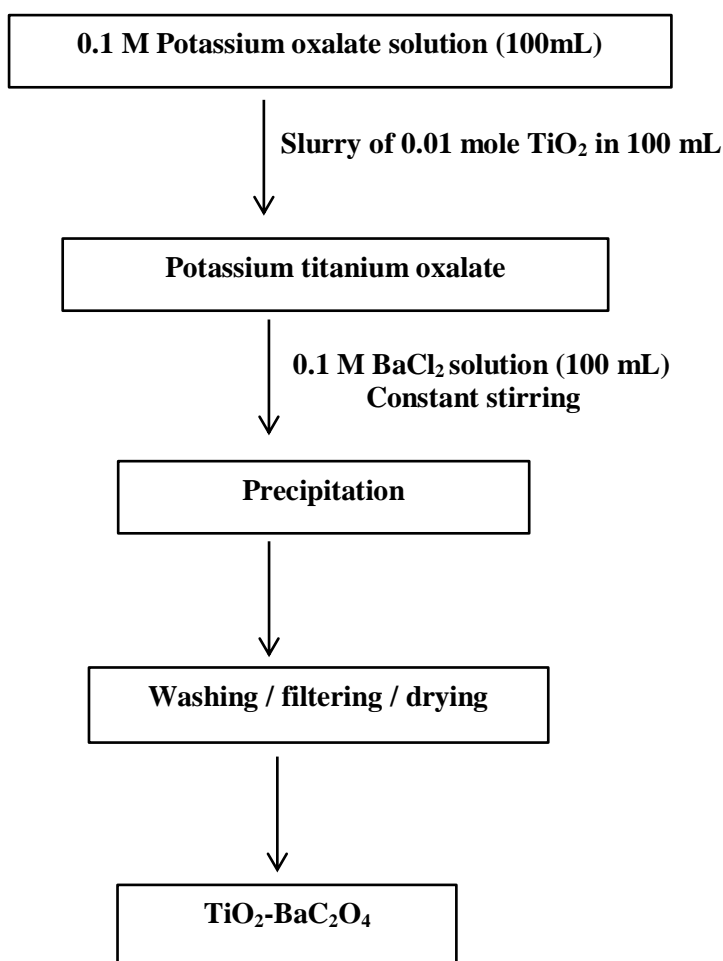 0.1 M Potassium oxalate solution (100mL)
Slurry of 0.01 mole TiO₂ in 100 mL
Potassium titanium oxalate
0.1 M BaCl₂ solution (100 mL)
Constant stirring
Precipitation
Washing / filtering / drying
TiO₂-BaC₂O₄